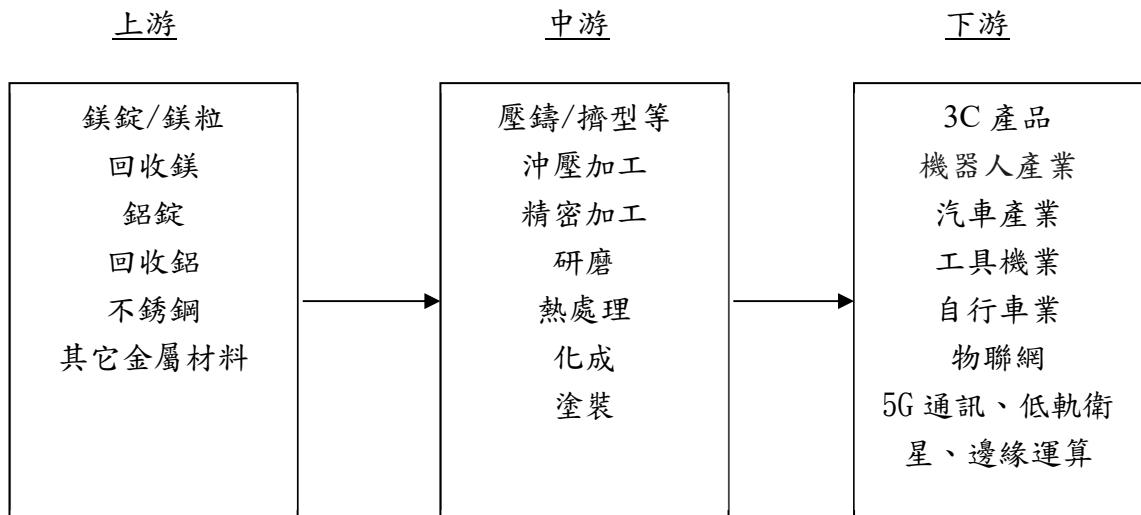 上游
鎂錠/鎂粒
回收鎂
鋁錠
回收鋁
不銹鋼
其它金屬材料
中游
壓鑄/擠型等
沖壓加工
精密加工
研磨
熱處理
化成
塗裝
下游
3C 產品
機器人產業
汽車產業
工具機業
自行車業
物聯網
5G 通訊、低軌衛
星、邊緣運算